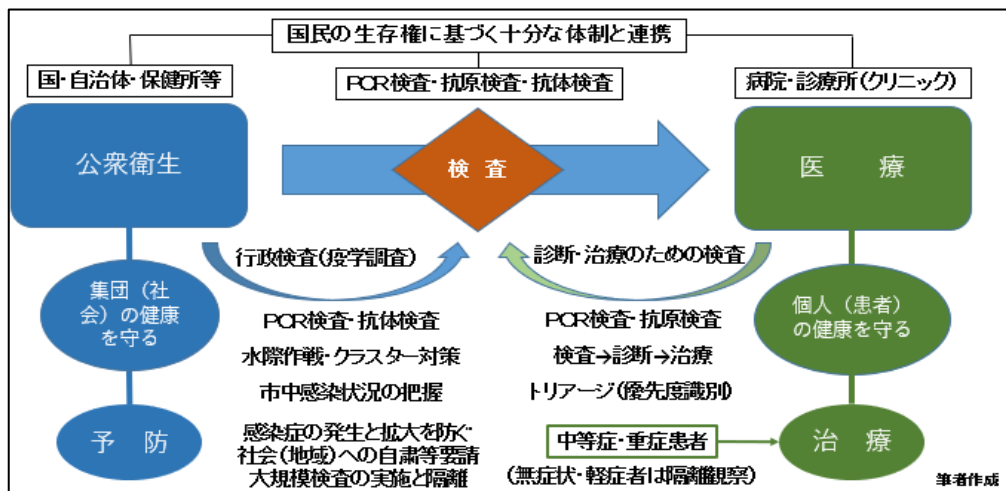 国民の生存権に基づく十分な体制と連携
国・自治体・保健所等
PCR検査・抗原検査・抗体検査
病院・診療所(クリニック)
公衆衛生
検　査
医　療
行政検査(疫学調査)
診断・治療のための検査
集団（社
会）の健康
を守る
個人（患者）
の健康を守る
PCR検査・抗体検査
水際作戦・クラスター対策
市中感染状況の把握
PCR検査・抗原検査
検査→診断→治療
トリアージ(優先度識別)
予　防
感染症の発生と拡大を防ぐ・
社会(地域)への自粛等要請
大規模検査の実施と隔離
中等症・重症患者
治　療
(無症状・軽症者は隔離観察)
筆者作成